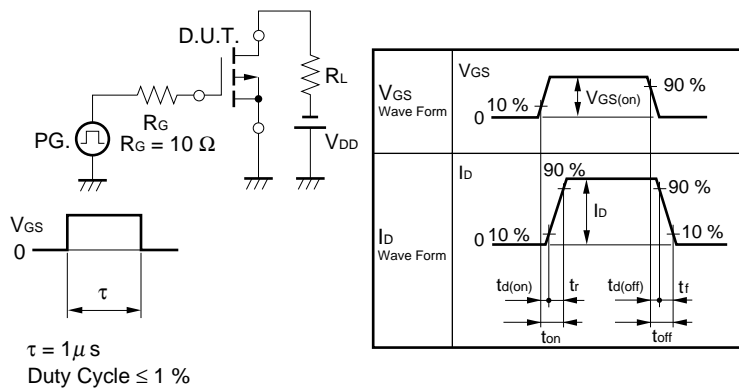 D.U.T.
RL
RG
PG.
RG = 10 Ω
VDD
VGS
0
τ
τ = 1μ s
Duty Cycle ≤ 1 %
VGS
Wave Form
VGS
10 %
0
VGS(on)
90 %
ID
Wave Form
ID
90 %
90 %
ID
0
10 %
10 %
td(on)
tr
td(off)
tf
ton
toff